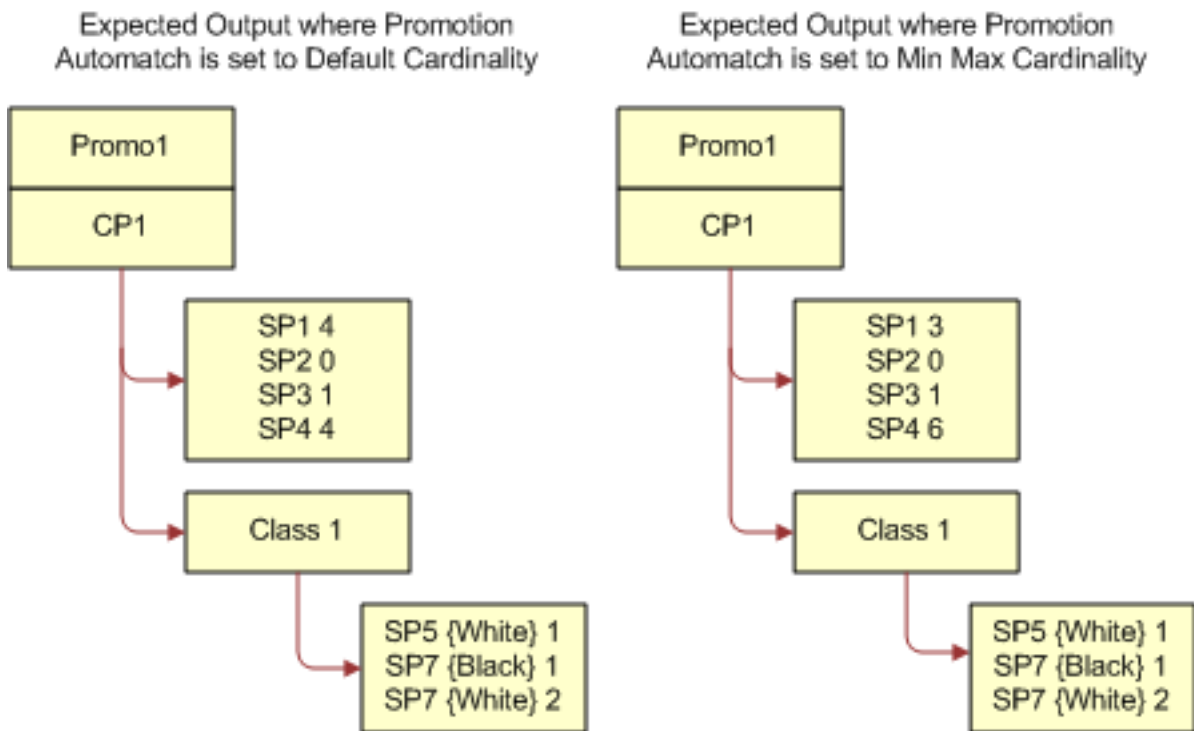 Expected Output where Promotion
Automatch is set to Default Cardinality
Promo1
CP1
SP1 4
SP2 0
SP3 1
SP4 4
Class 1
SP5 {White} 1
SP7 {Black} 1
SP7 {White} 2
Expected Output where Promotion
Automatch is set to Min Max Cardinality
Promo1
CP1
SP1 3
SP2 0
SP3 1
SP4 6
Class 1
SP5 {White} 1
SP7 {Black} 1
SP7 {White} 2